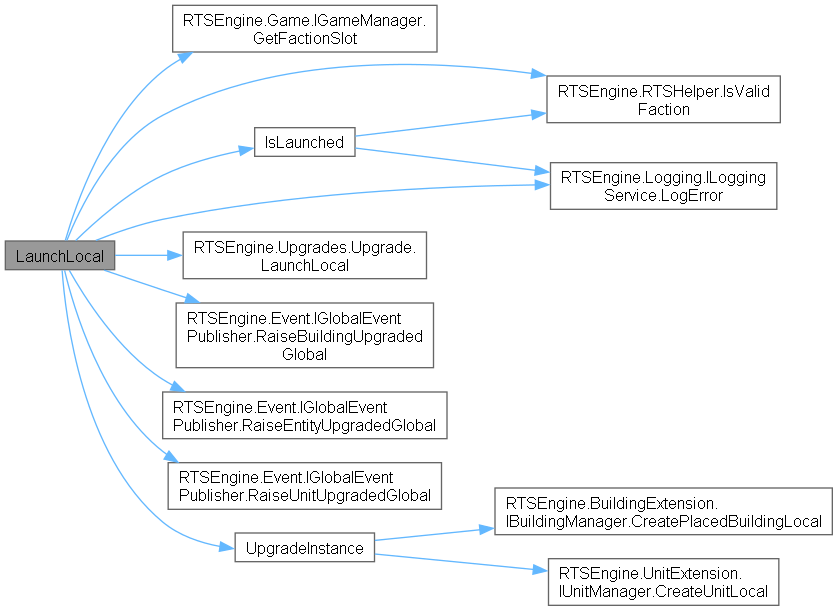 RTSEngine.Game.IGameManager.
GetFactionSlot
RTSEngine.RTSHelper.IsValid
Faction
IsLaunched
RTSEngine.Logging.ILogging
Service.LogError
LaunchLocal
RTSEngine.Upgrades.Upgrade.
LaunchLocal
RTSEngine.Event.IGlobalEvent
Publisher.RaiseBuildingUpgraded
Global
RTSEngine.Event.IGlobalEvent
Publisher.RaiseEntityUpgradedGlobal
RTSEngine.Event.IGlobalEvent
Publisher.RaiseUnitUpgradedGlobal
RTSEngine.BuildingExtension.
IBuildingManager.CreatePlacedBuildingLocal
UpgradeInstance
RTSEngine.UnitExtension.
IUnitManager.CreateUnitLocal